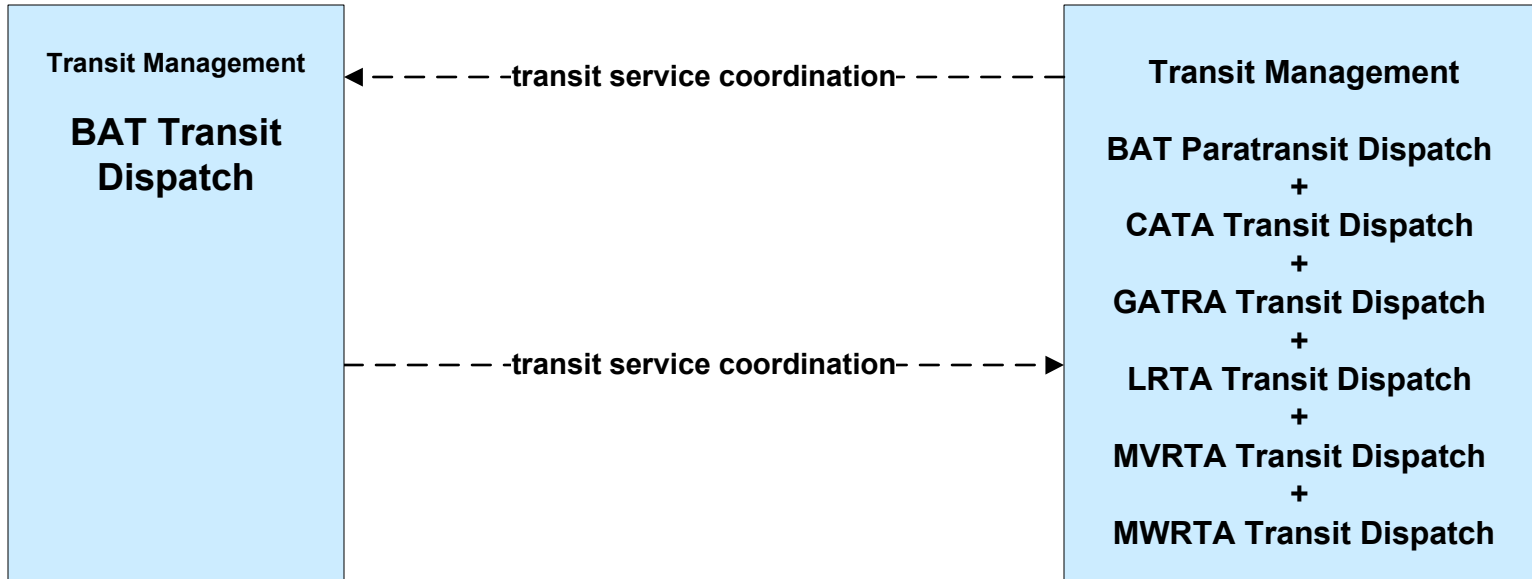 Transit Management
BAT Transit
Dispatch
transit service coordination
transit service coordination
Transit Management
BAT Paratransit Dispatch
+
CATA Transit Dispatch
+
GATRA Transit Dispatch
+
LRTA Transit Dispatch
+
MVRTA Transit Dispatch
+
MWRTA Transit Dispatch